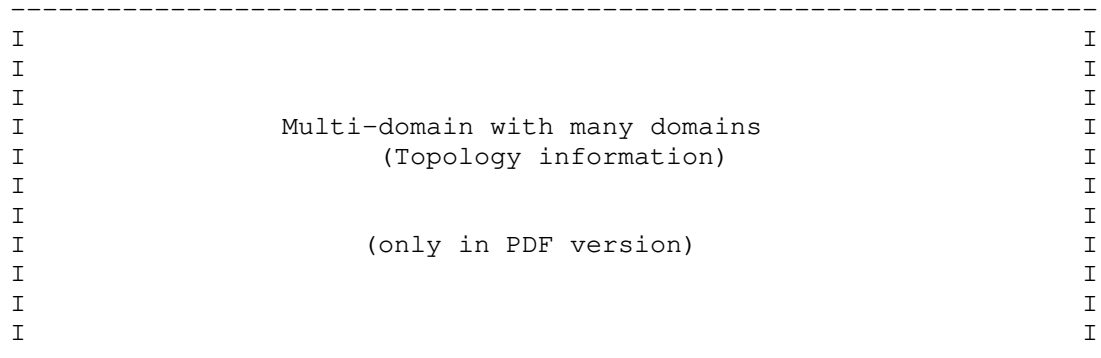 ---------------------------------------------------------------------
I                                                                   I
I                                                                   I
I                                                                   I
I                Multi-domain with many domains                     I
I                      (Topology information)                       I
I                                                                   I
I                                                                   I
I                     (only in PDF version)                         I
I                                                                   I
I                                                                   I
I                                                                   I